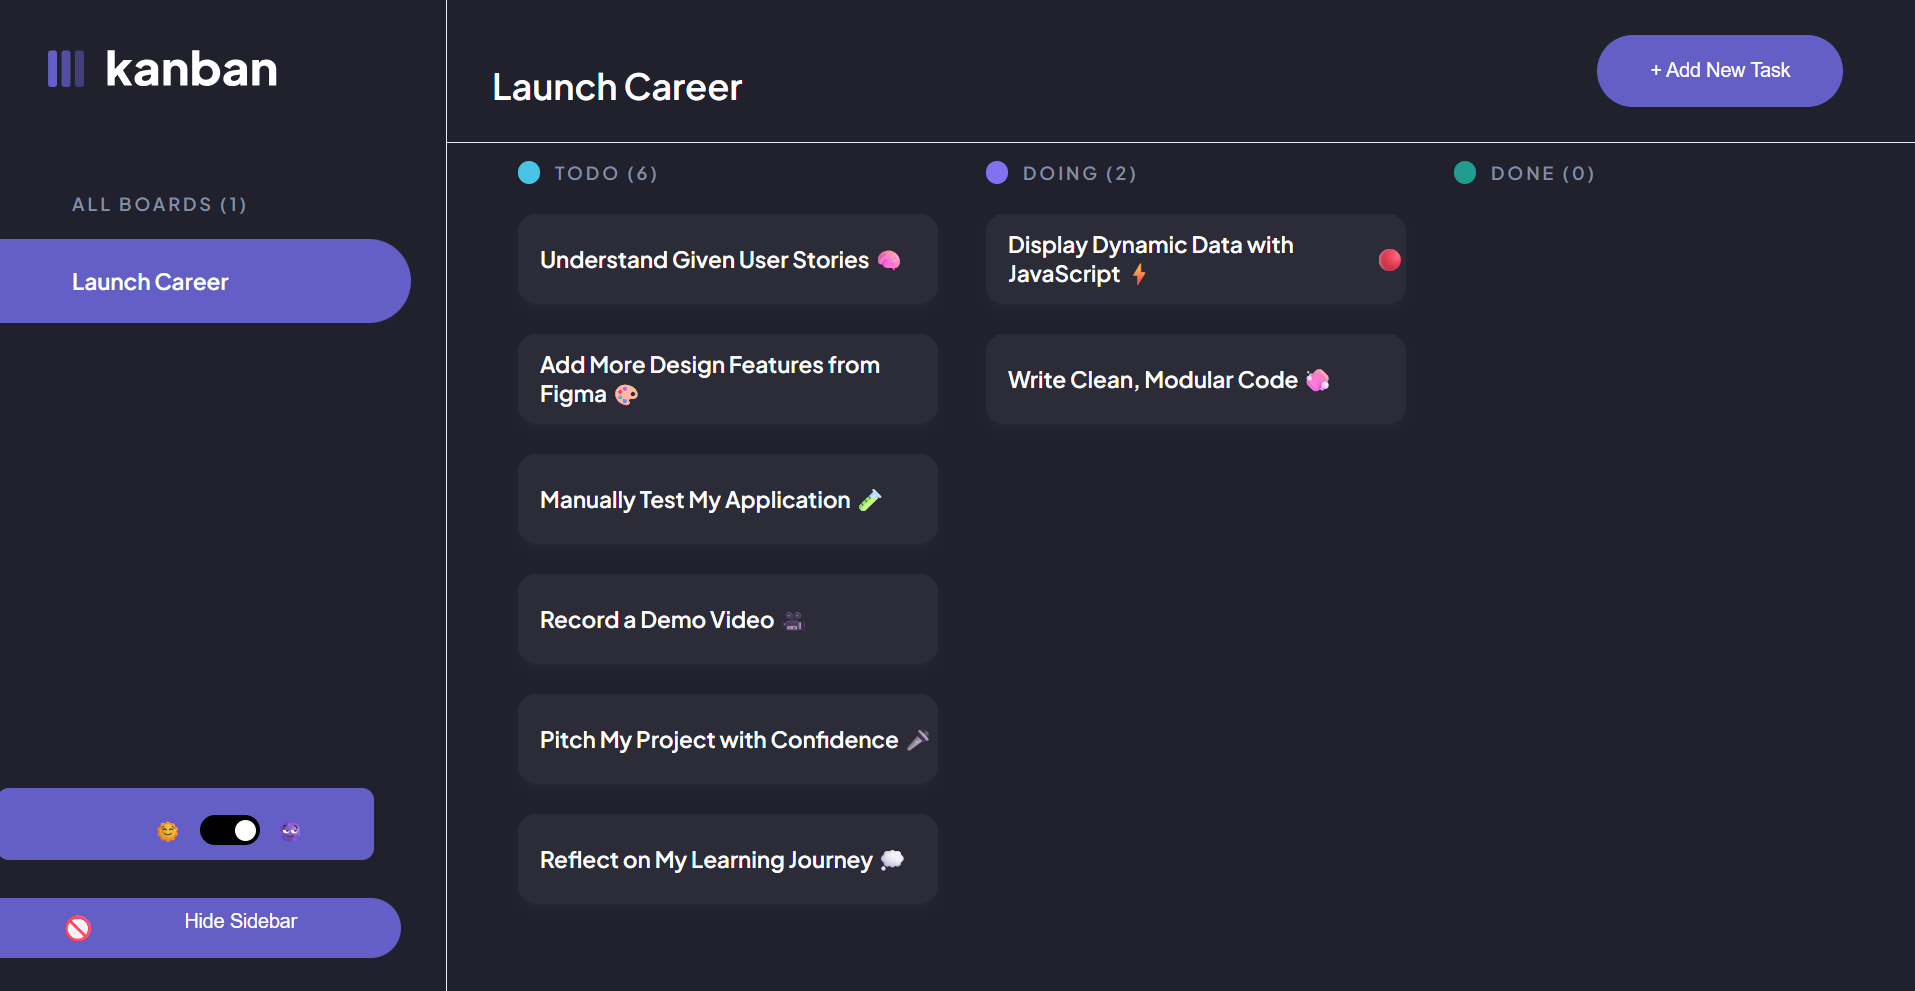 kanban
ALL BOARDS (1)
Launch Career
Hide Sidebar
Launch Career
+ Add New Task
TODO (6)
Understand Given User Stories 🧠
Add More Design Features from
Figma 🎨
Manually Test My Application 🧪
Record a Demo Video 🎥
Pitch My Project with Confidence 🎤
Reflect on My Learning Journey 💭
DOING (2)
Display Dynamic Data with
JavaScript ⚡
Write Clean, Modular Code 🧼
DONE (0)